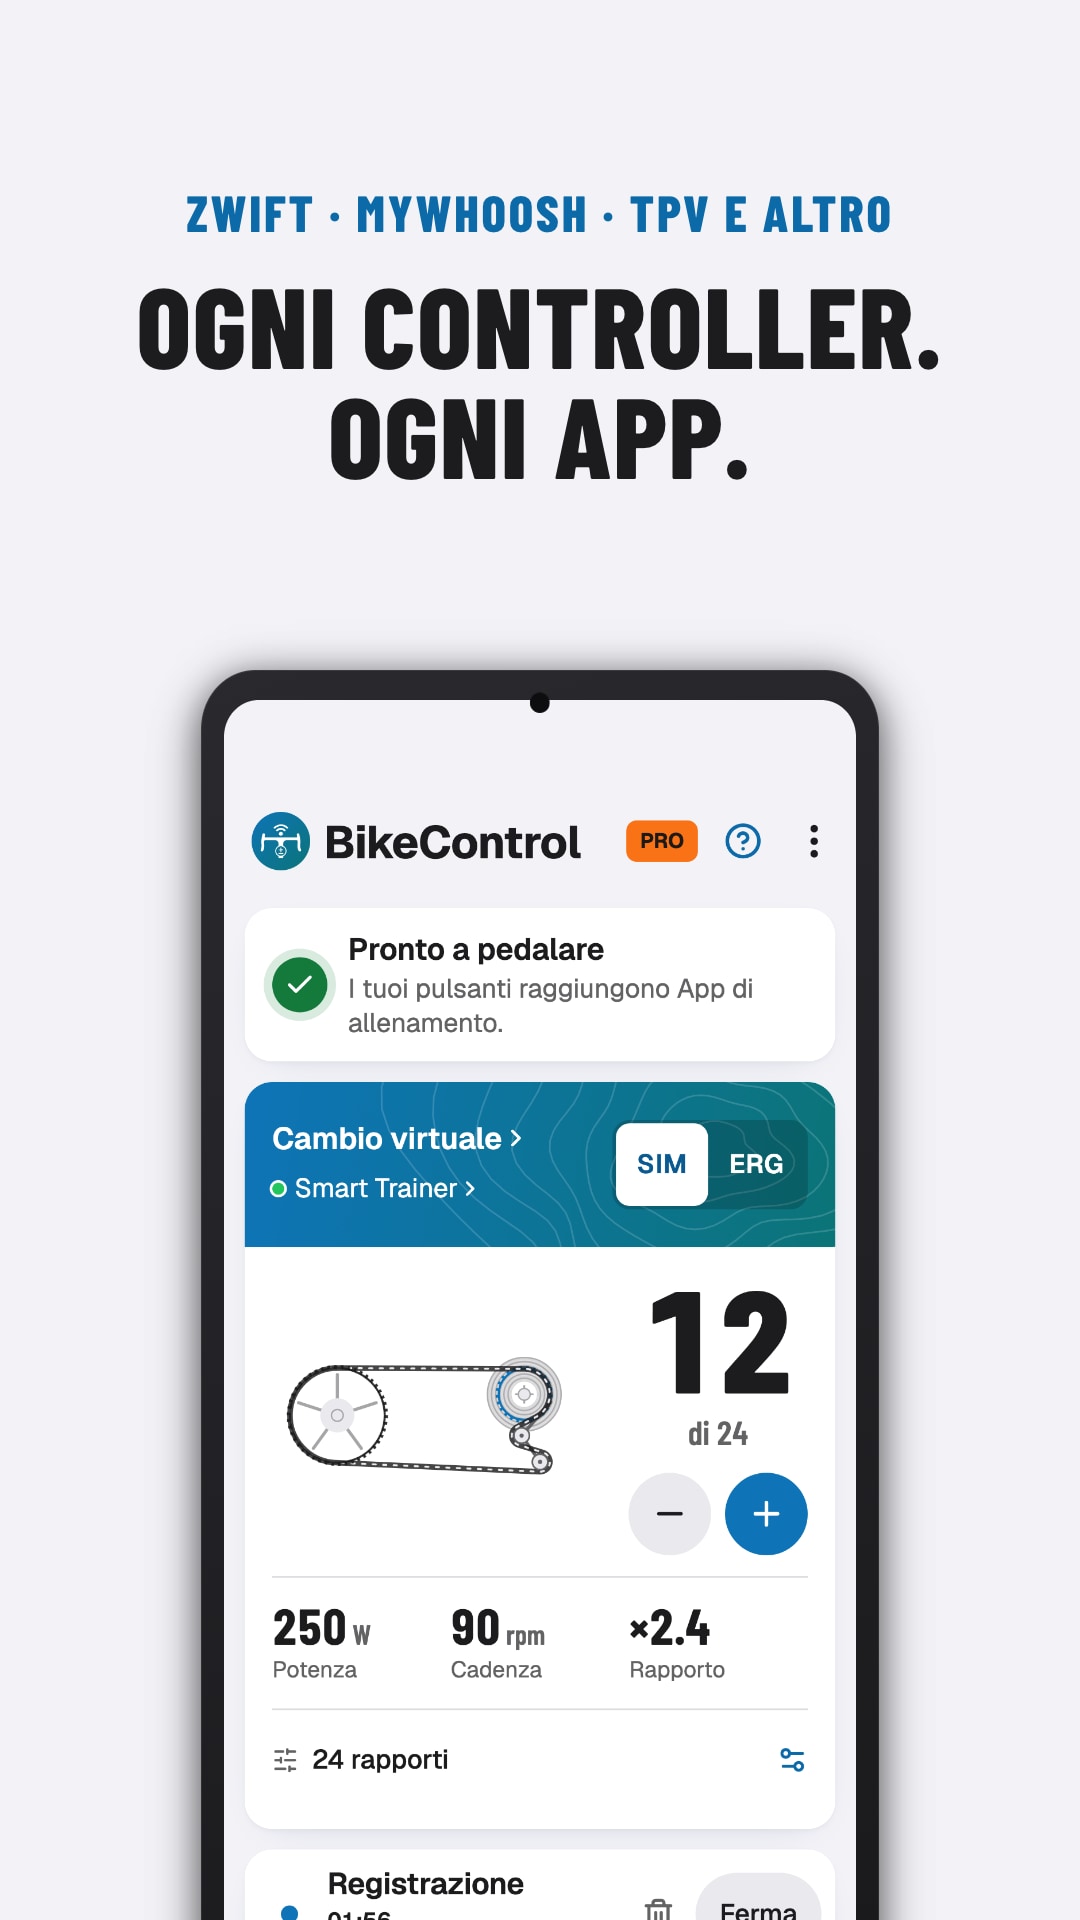 ZWIFT · MYWHOOSH · TPV E ALTRO
OGNI CONTROLLER.
OGNI APP.
BikeControl
PRO
Pronto a pedalare
I tuoi pulsanti raggiungono App di
allenamento.
Cambio virtuale
Smart Trainer
SIM
ERG
12
di 24
250 W
Potenza
90 rpm
Cadenza
×2.4
Rapporto
24 rapporti
Registrazione
01:56
Ferma